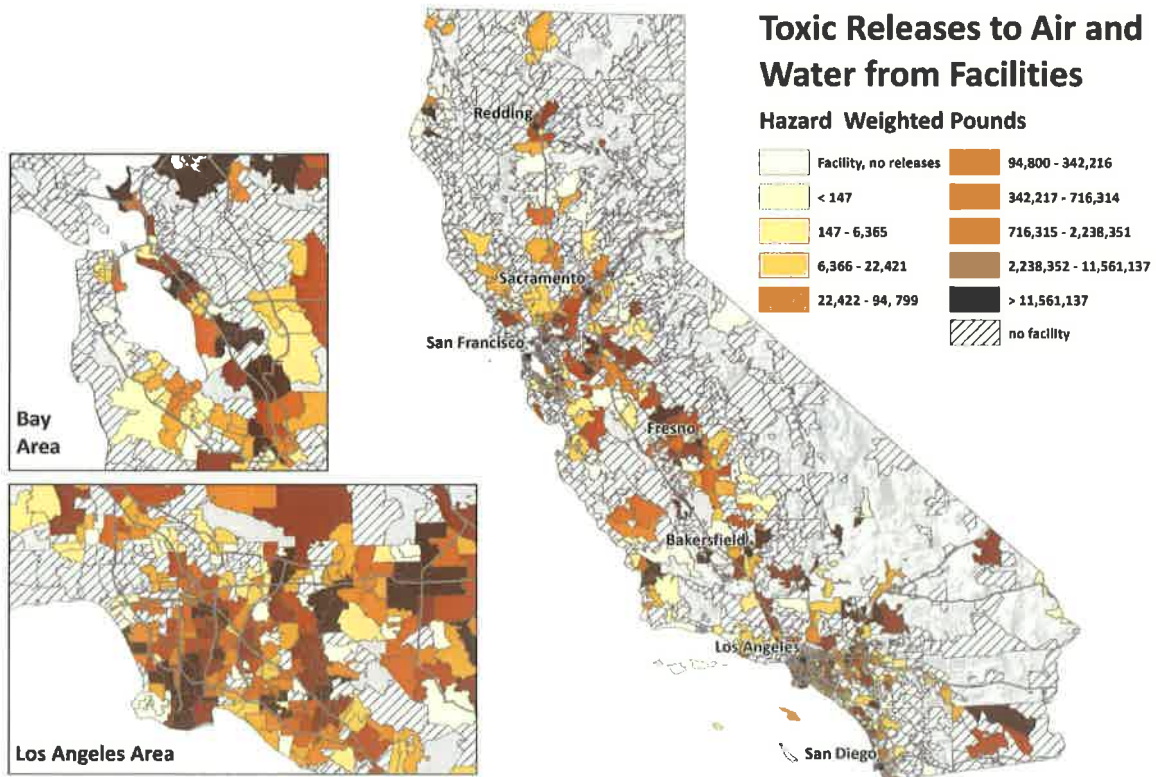 Toxic Releases to Air and
Water from Facilities
Hazard Weighted Pounds
Facility, no releases
< 147
147 - 6,365
6,366 - 22,421
22,422 - 94, 799
94,800 - 342,216
342,217 - 716,314
716,315 - 2,238,351
2,238,352 - 11,561,137
> 11,561,137
no facility
Redding
Sacramento
San Francisco
Fresno
Bakersfield
Los Angeles
San Diego
Bay
Area
Los Angeles Area